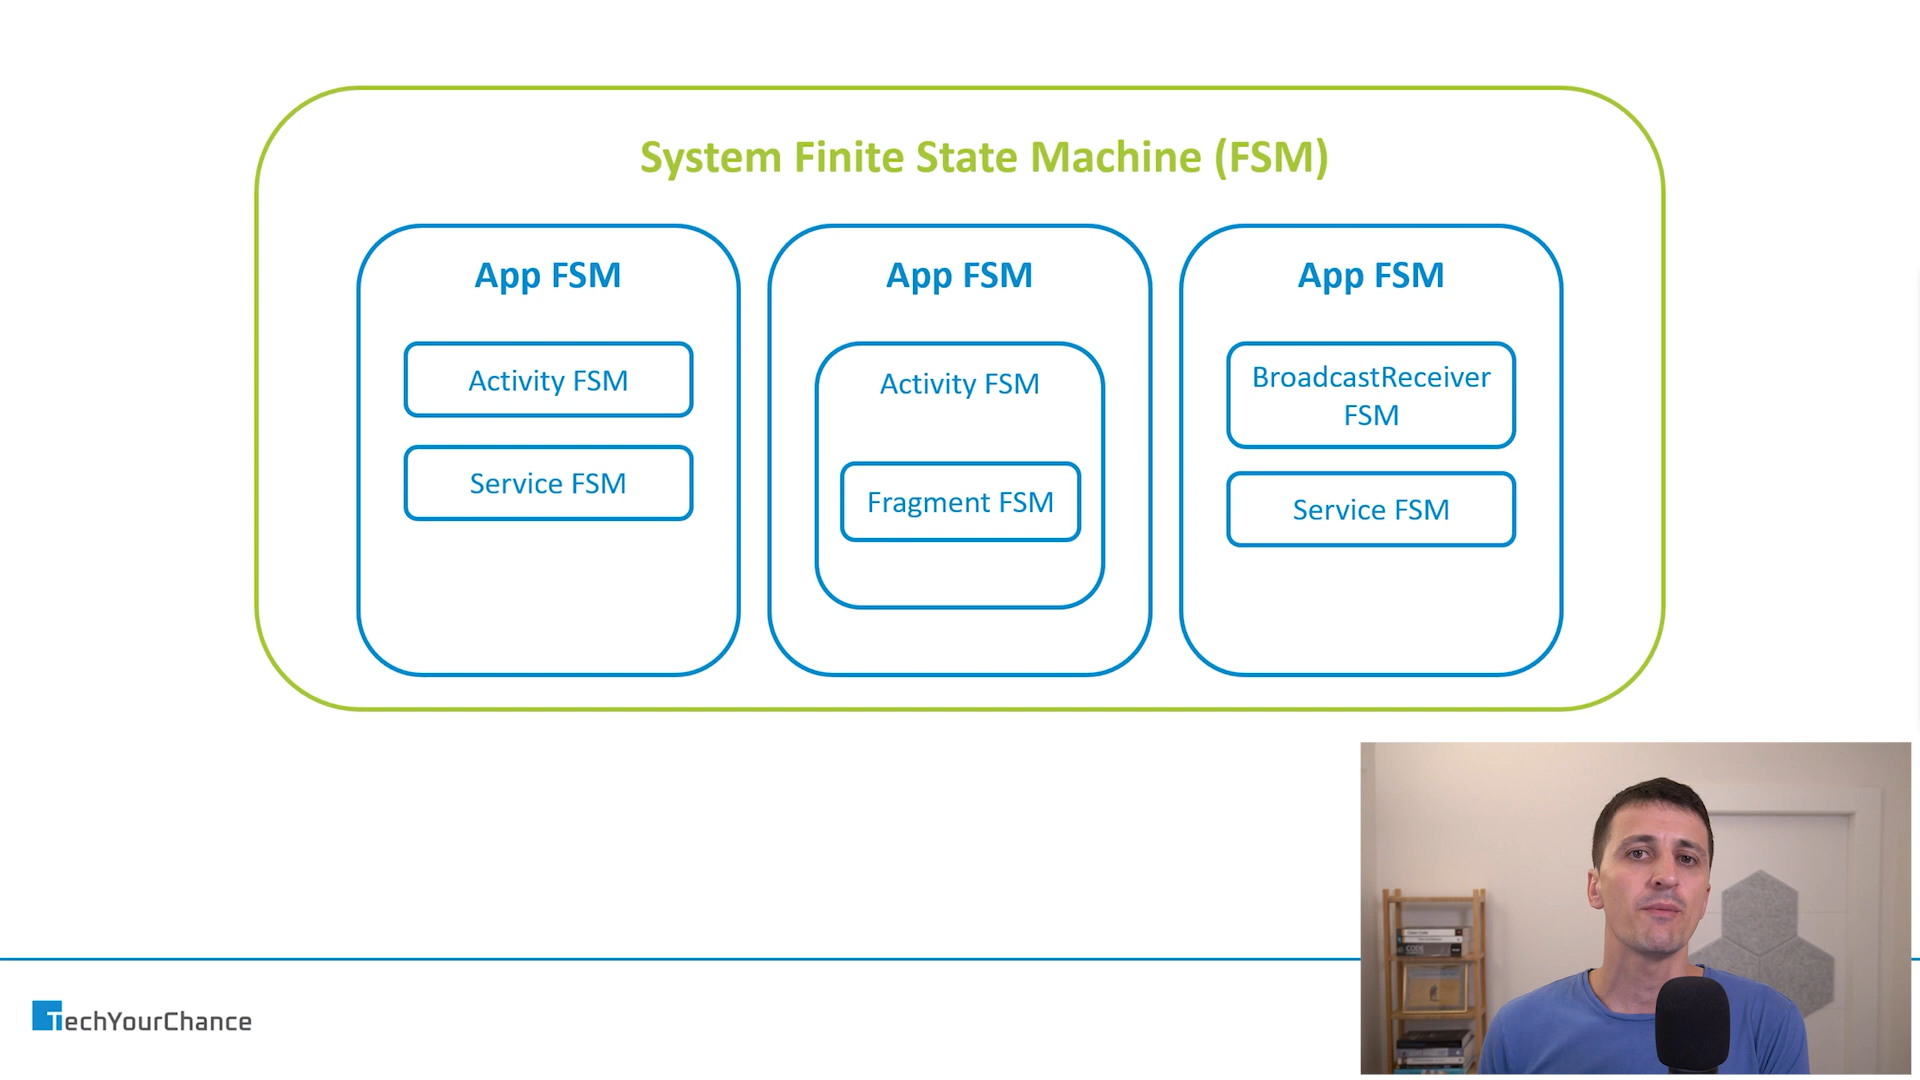 System Finite State Machine (FSM)
App FSM
Activity FSM
Service FSM
App FSM
Activity FSM
Fragment FSM
App FSM
BroadcastReceiver
FSM
Service FSM
TechYourChance